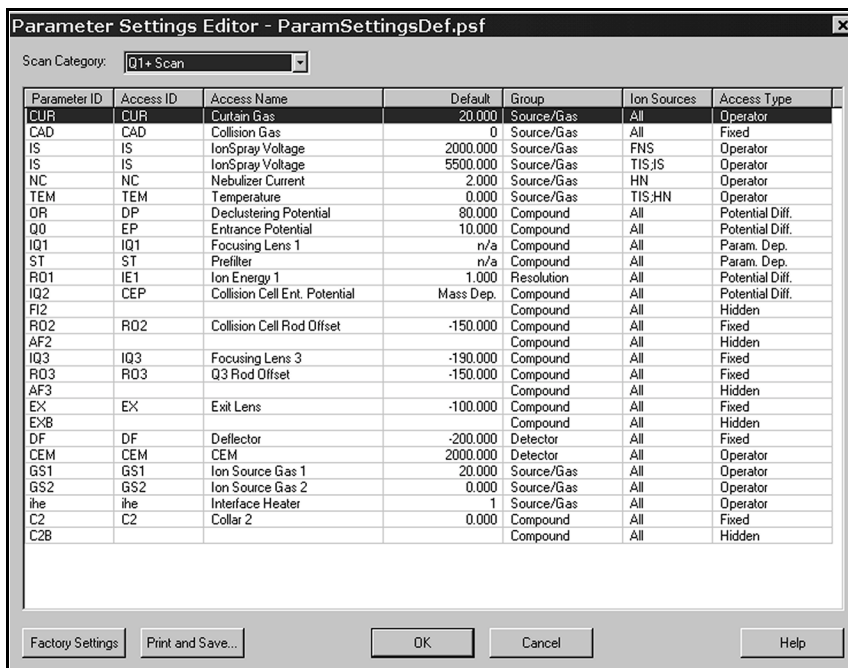 Parameter Settings Editor - ParamSettingsDef.psf
Scan Category: Q1+ Scan
Parameter ID Access ID Access Name Default Group Ion Sources Access Type
CUR CUR Curtain Gas 20.000 Source/Gas All Operator
CAD CAD Collision Gas 0 Source/Gas All Fixed
IS IS IonSpray Voltage 2000.000 Source/Gas FNS Operator
IS IS IonSpray Voltage 5500.000 Source/Gas TIS;IS Operator
NC NC Nebulizer Current 2.000 Source/Gas HN Operator
TEM TEM Temperature 0.000 Source/Gas TIS;HN Operator
OR DP Declustering Potential 80.000 Compound All Potential Diff.
Q0 EP Entrance Potential 10.000 Compound All Potential Diff.
IQ1 IQ1 Focusing Lens 1 n/a Compound All Param. Dep.
ST ST Prefilter n/a Compound All Param. Dep.
RO1 IE1 Ion Energy 1 1.000 Resolution All Potential Diff.
IQ2 CEP Collision Cell Ent. Potential Mass Dep. Compound All Potential Diff.
FI2 Compound All Hidden
RO2 RO2 Collision Cell Rod Offset -150.000 Compound All Fixed
AF2 Compound All Hidden
IQ3 IQ3 Focusing Lens 3 -190.000 Compound All Fixed
RO3 RO3 Q3 Rod Offset -150.000 Compound All Fixed
AF3 Compound All Hidden
EX EX Exit Lens -100.000 Compound All Fixed
EXB Compound All Hidden
DF DF Deflector -200.000 Detector All Fixed
CEM CEM CEM 2000.000 Detector All Operator
GS1 GS1 Ion Source Gas 1 20.000 Source/Gas All Operator
GS2 GS2 Ion Source Gas 2 0.000 Source/Gas All Operator
ihe ihe Interface Heater 1 Source/Gas All Operator
C2 C2 Collar 2 0.000 Compound All Fixed
C2B Compound All Hidden
Factory Settings Print and Save... OK Cancel Help